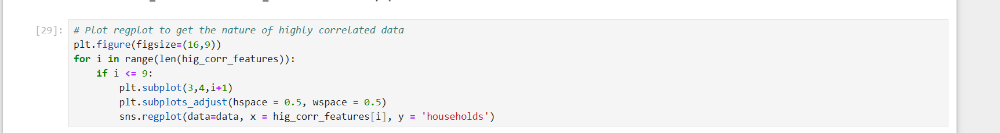 [29]:
# Plot regplot to get the nature of highly correlated data
plt.figure(figsize=(16,9))
for i in range(len(hig_corr_features)):
    if i <= 9:
        plt.subplot(3,4,i+1)
        plt.subplots_adjust(hspace = 0.5, wspace = 0.5)
        sns.regplot(data=data, x = hig_corr_features[i], y = 'households')